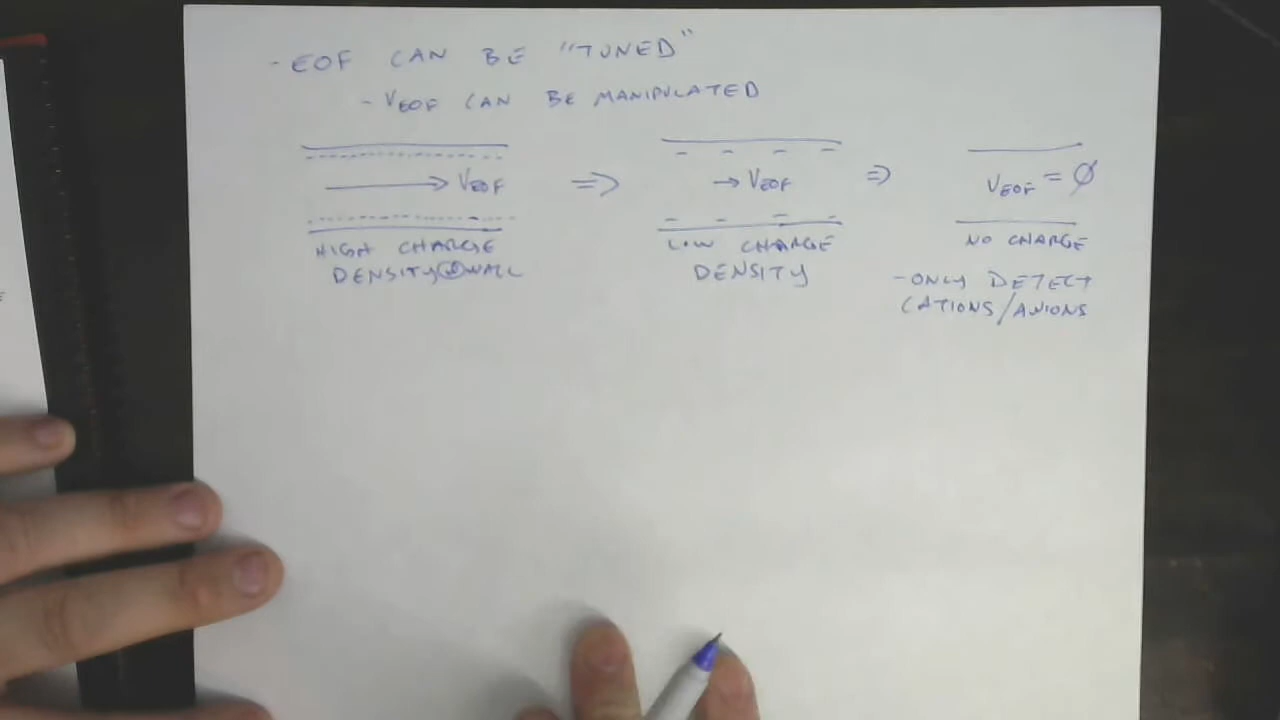 - EOF CAN BE "TUNED"
- VEOF CAN BE MANIPULATED
→ VEOF ⇒ → VEOF ⇒ VEOF = Ø
HIGH CHARGE DENSITY @ WALL
LOW CHARGE DENSITY
NO CHARGE
- ONLY DETECT
CATIONS/ANIONS